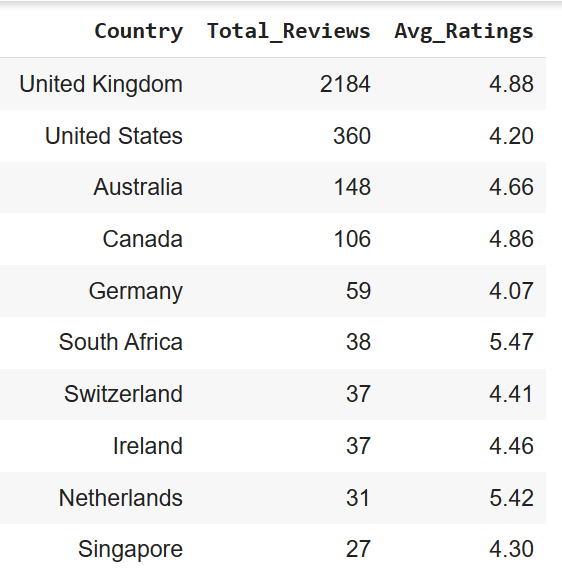 Country Total_Reviews Avg_Ratings
United Kingdom 2184 4.88
United States 360 4.20
Australia 148 4.66
Canada 106 4.86
Germany 59 4.07
South Africa 38 5.47
Switzerland 37 4.41
Ireland 37 4.46
Netherlands 31 5.42
Singapore 27 4.30